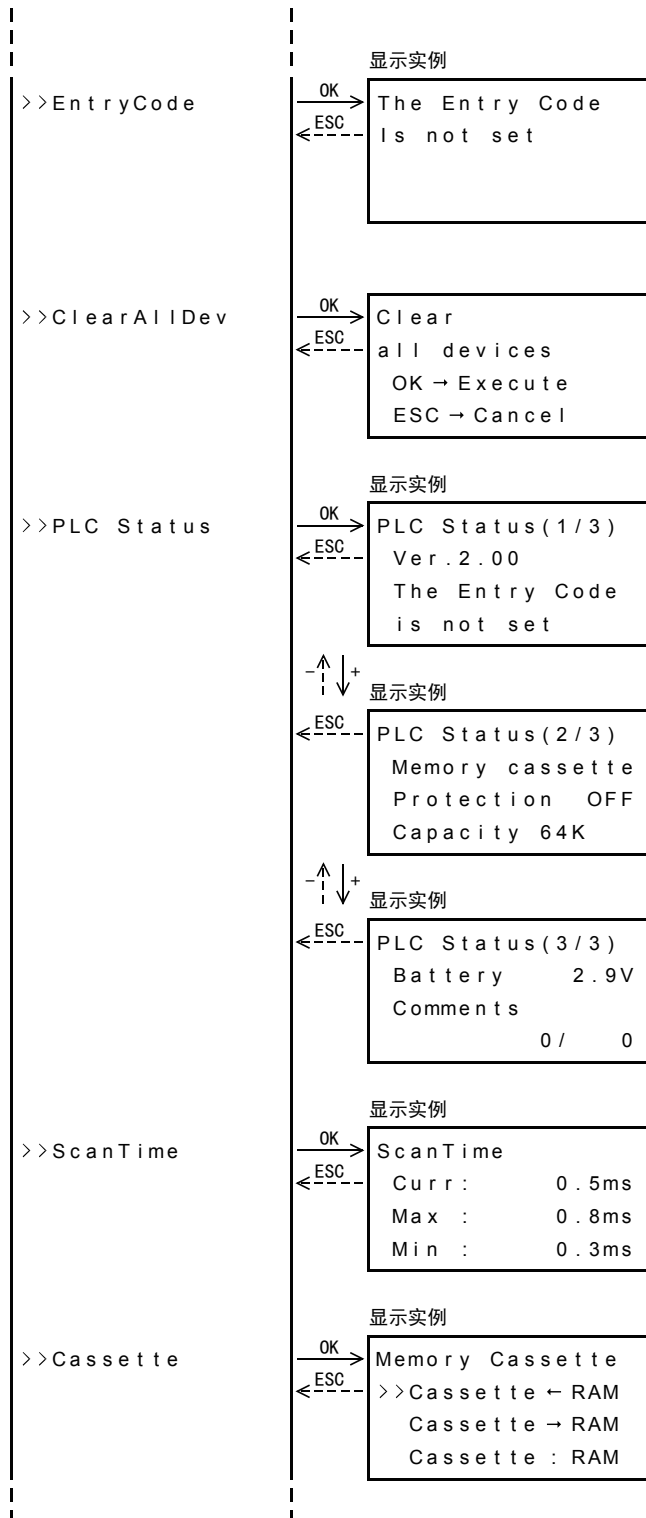 显示实例
>>EntryCode
OK
ESC
The Entry Code
Is not set
>>ClearAllDev
OK
ESC
Clear
all devices
OK → Execute
ESC → Cancel
显示实例
>>PLC Status
OK
ESC
PLC Status(1/3)
Ver.2.00
The Entry Code
is not set
- +
显示实例
ESC
PLC Status(2/3)
Memory cassette
Protection OFF
Capacity 64K
- +
显示实例
ESC
PLC Status(3/3)
Battery 2.9V
Comments
0/ 0
显示实例
>>ScanTime
OK
ESC
ScanTime
Curr: 0.5ms
Max : 0.8ms
Min : 0.3ms
显示实例
>>Cassette
OK
ESC
Memory Cassette
>>Cassette ← RAM
Cassette → RAM
Cassette : RAM